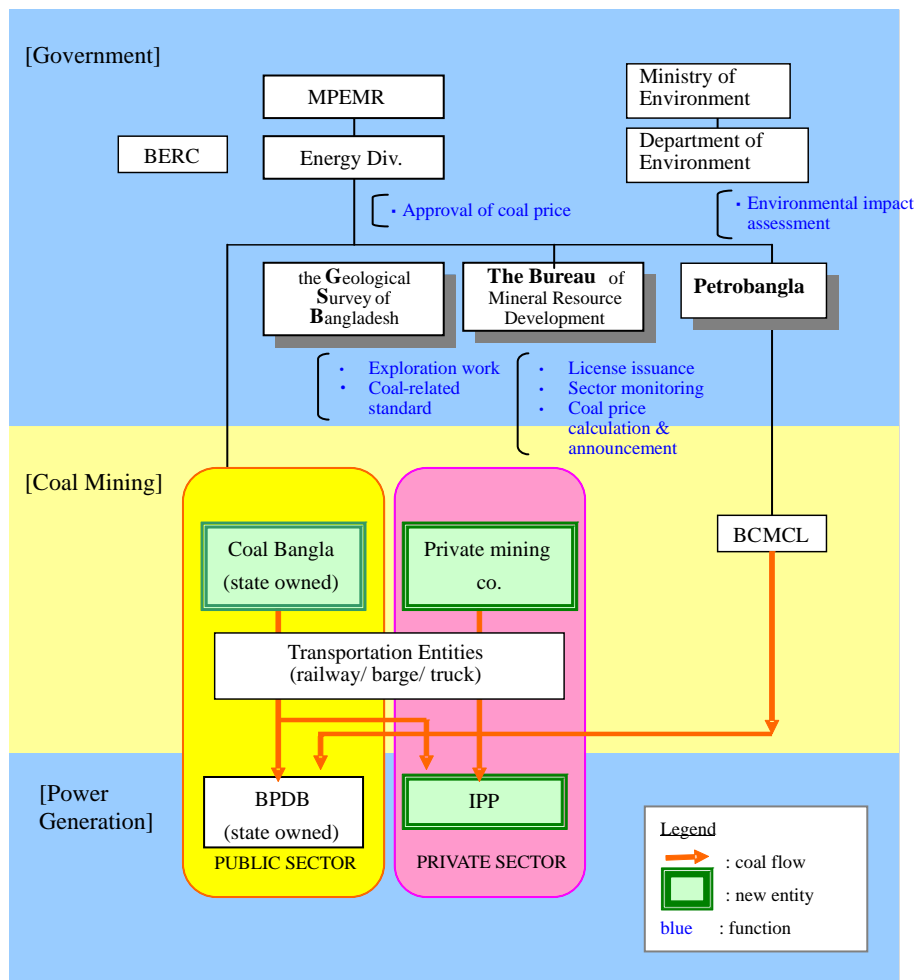 [Government]
MPEMR
Ministry of
Environment
BERC
Energy Div.
Department of
Environment
· Approval of coal price
· Environmental impact
assessment
the Geological
Survey of
Bangladesh
The Bureau of
Mineral Resource
Development
Petrobangla
· Exploration work
· Coal-related
standard
· License issuance
· Sector monitoring
· Coal price
calculation &
announcement
[Coal Mining]
Coal Bangla
(state owned)
Private mining
co.
BCMCL
Transportation Entities
(railway/ barge/ truck)
[Power
Generation]
BPDB
(state owned)
IPP
PUBLIC SECTOR
PRIVATE SECTOR
Legend
: coal flow
: new entity
blue : function